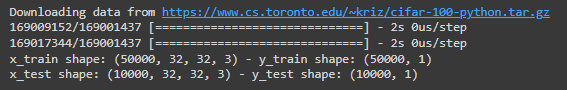 Downloading data from https://www.cs.toronto.edu/~kriz/cifar-100-python.tar.gz
169009152/169001437 [==============================] - 2s 0us/step
169017344/169001437 [==============================] - 2s 0us/step
x_train shape: (50000, 32, 32, 3) - y_train shape: (50000, 1)
x_test shape: (10000, 32, 32, 3) - y_test shape: (10000, 1)